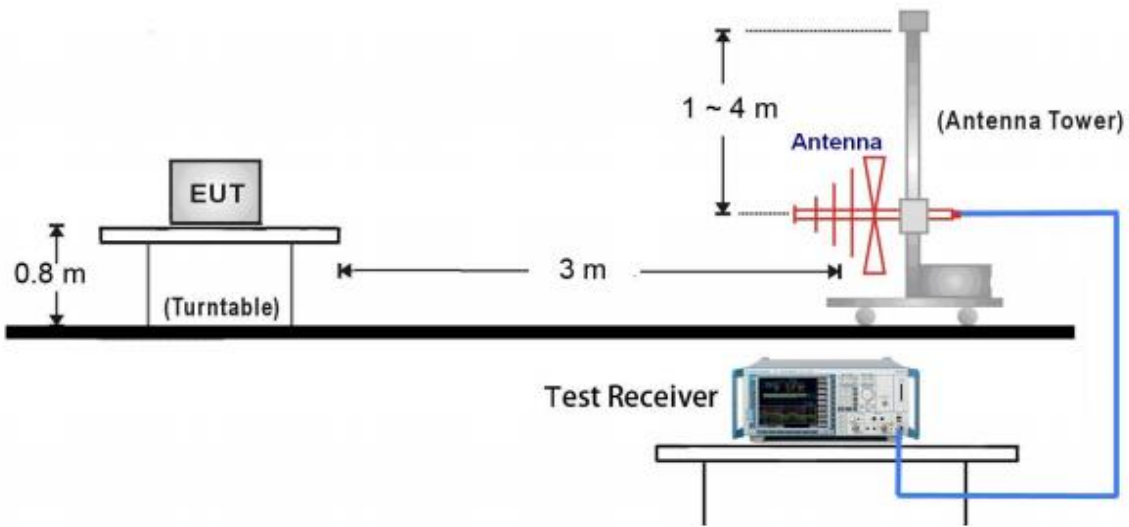 1 ~ 4 m
(Antenna Tower)
Antenna
EUT
0.8 m
3 m
(Turntable)
Test Receiver